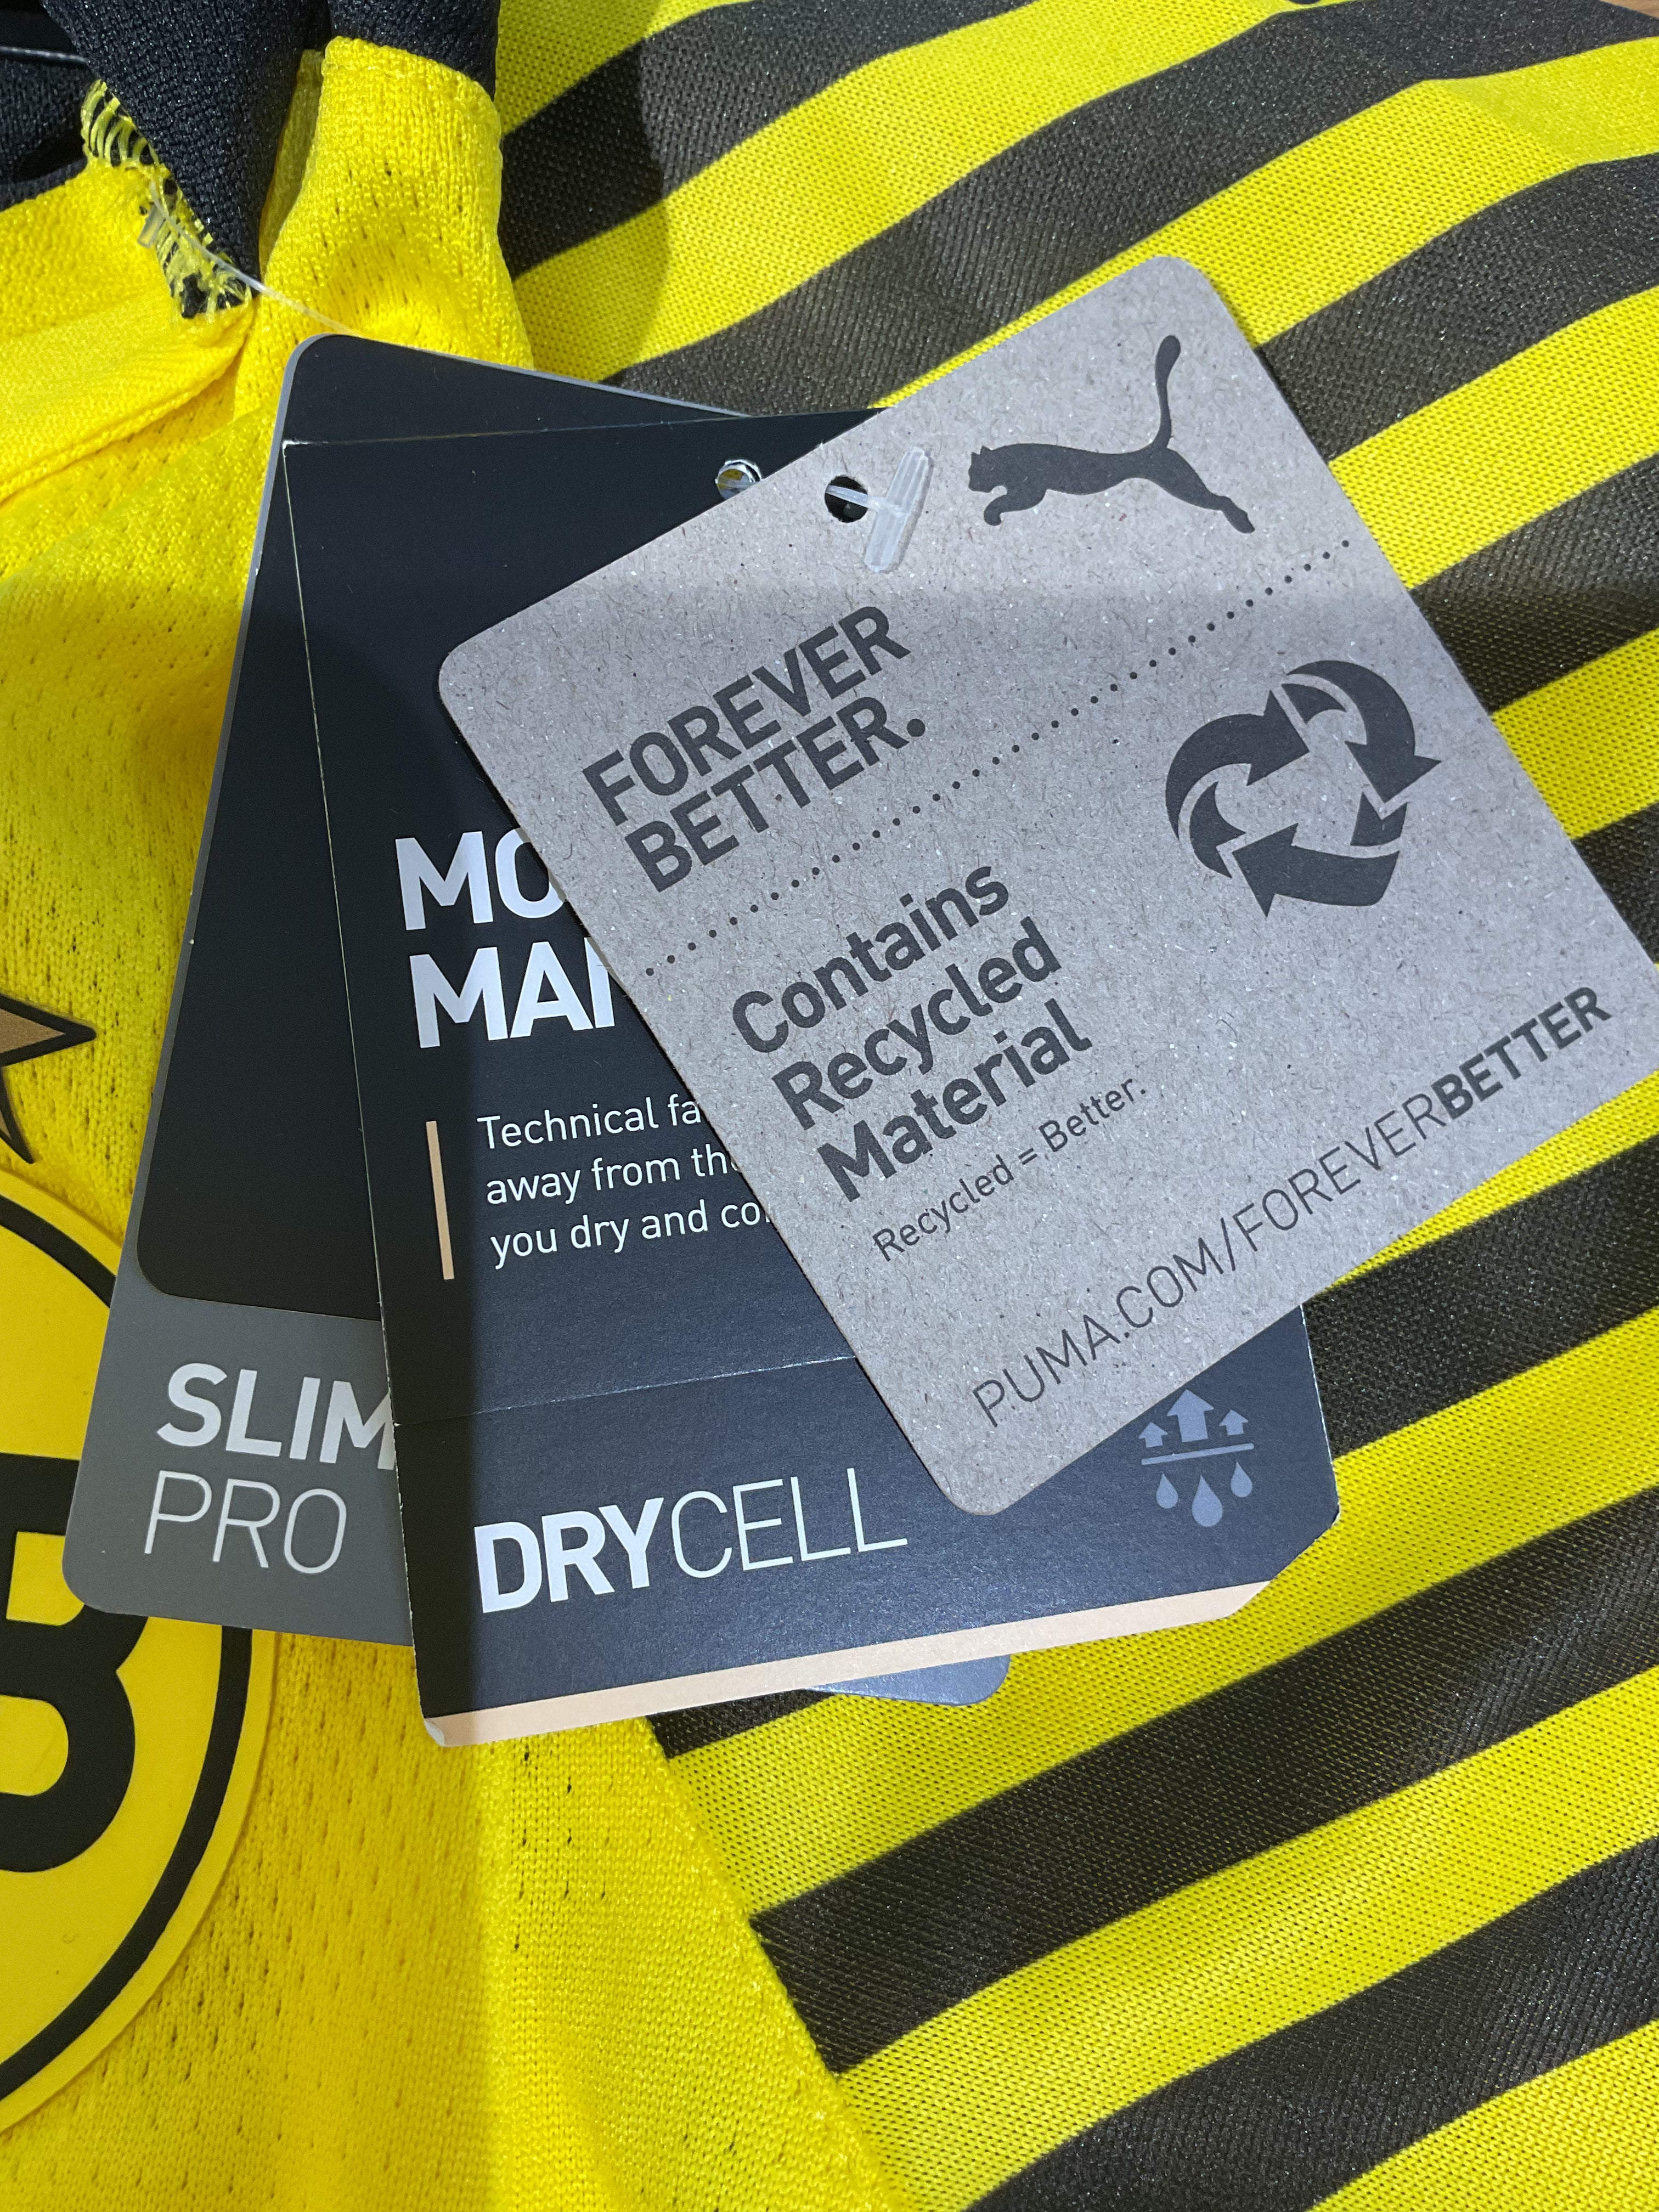 FOREVER
BETTER.
Contains
Recycled
Material
Recycled = Better.
PUMA.COM/FOREVERBETTER
Technical
away from
you dry and
DRYCELL
SLIM
PRO
B